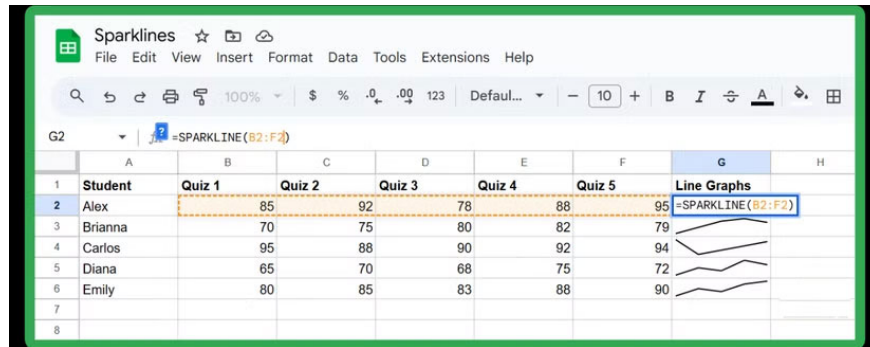 Sparklines
File Edit View Insert Format Data Tools Extensions Help
100% $ % .0 .00 123 Defaul... − 10 + B I A
G2 =SPARKLINE(B2:F2)
A B C D E F G H
1 Student Quiz 1 Quiz 2 Quiz 3 Quiz 4 Quiz 5 Line Graphs
2 Alex 85 92 78 88 95 =SPARKLINE(B2:F2)
3 Brianna 70 75 80 82 79
4 Carlos 95 88 90 92 94
5 Diana 65 70 68 75 72
6 Emily 80 85 83 88 90
7
8